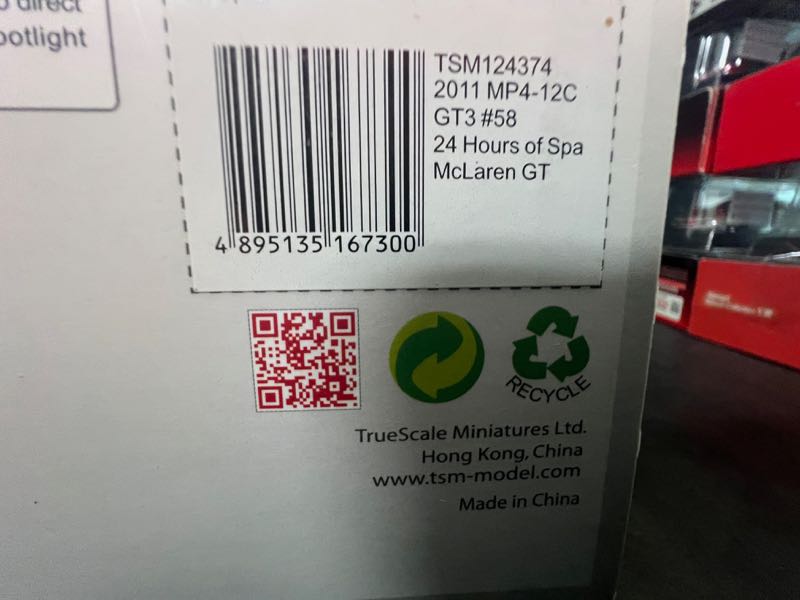 direct
potlight
TSM124374
2011 MP4-12C
GT3 #58
24 Hours of Spa
McLaren GT
4 895135 167300
RECYCLE
TrueScale Miniatures Ltd.
Hong Kong, China
www.tsm-model.com
Made in China